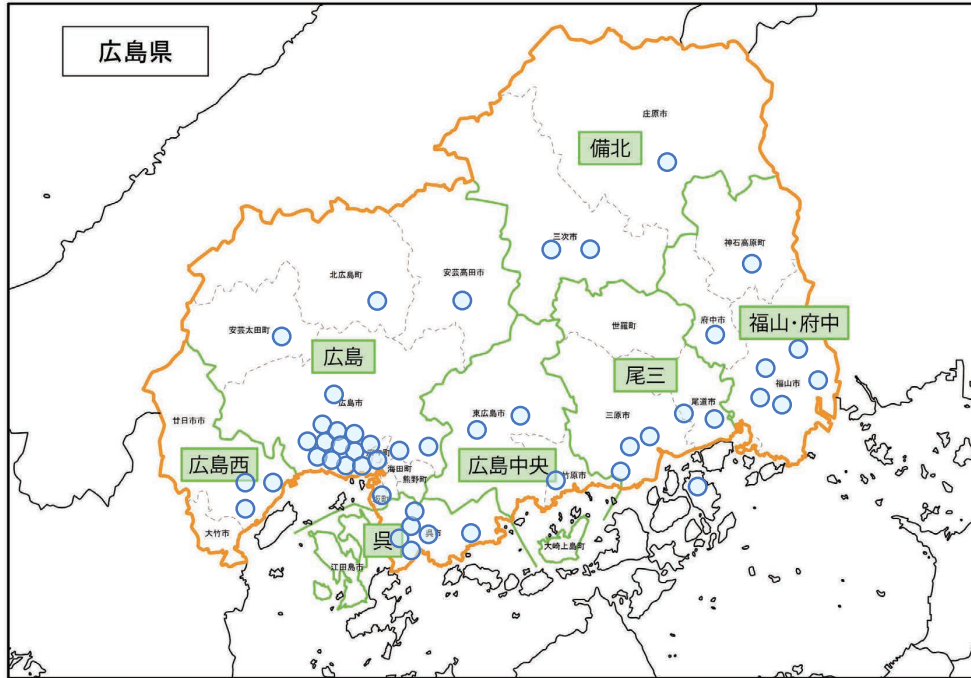 広島県
庄原市
備北
三次市
神石高原町
北広島町
安芸高田市
安芸太田町
世羅町
府中市
福山・府中
広島
尾三
福山市
広島市
廿日市市
東広島市
三原市
尾道市
広島西
海田町
熊野町
広島中央
竹原市
大竹市
呉
呉市
大崎上島町
江田島市